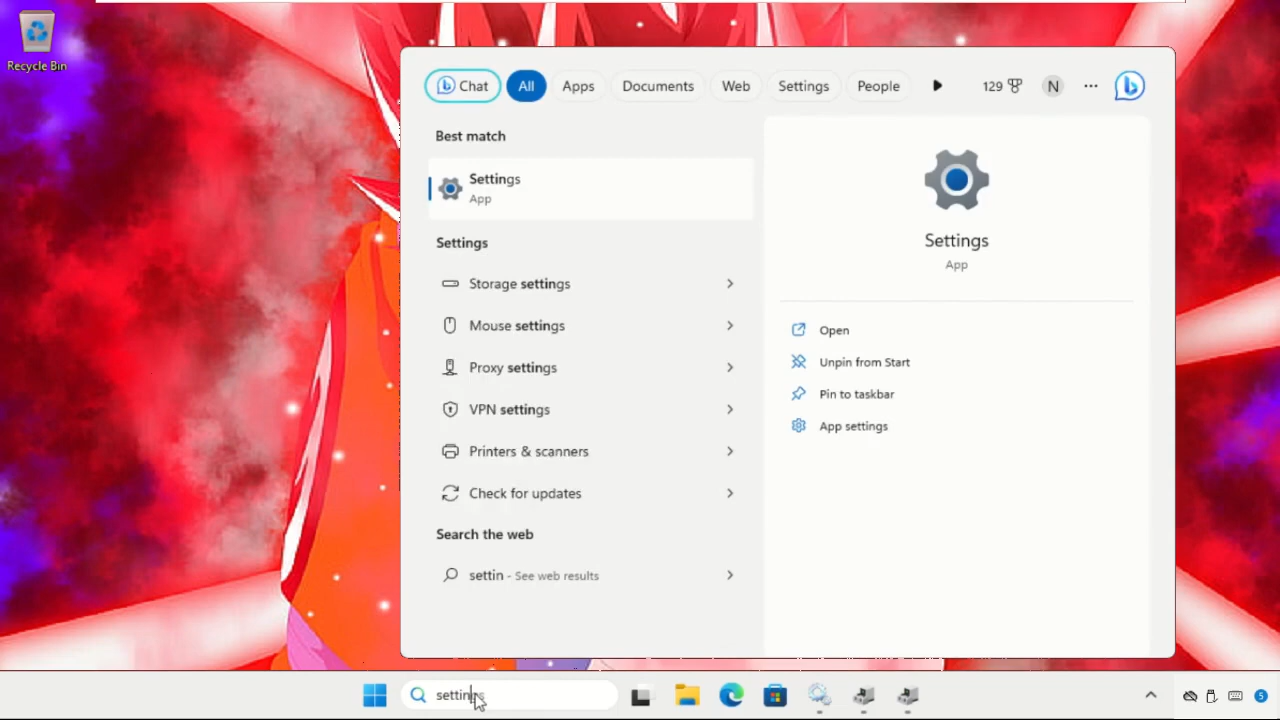 Recycle Bin
Chat All Apps Documents Web Settings People 129 N
Best match
Settings
App
Settings
Storage settings
Mouse settings
Proxy settings
VPN settings
Printers & scanners
Check for updates
Search the web
settin - See web results
Settings
App
Open
Unpin from Start
Pin to taskbar
App settings
settings
5